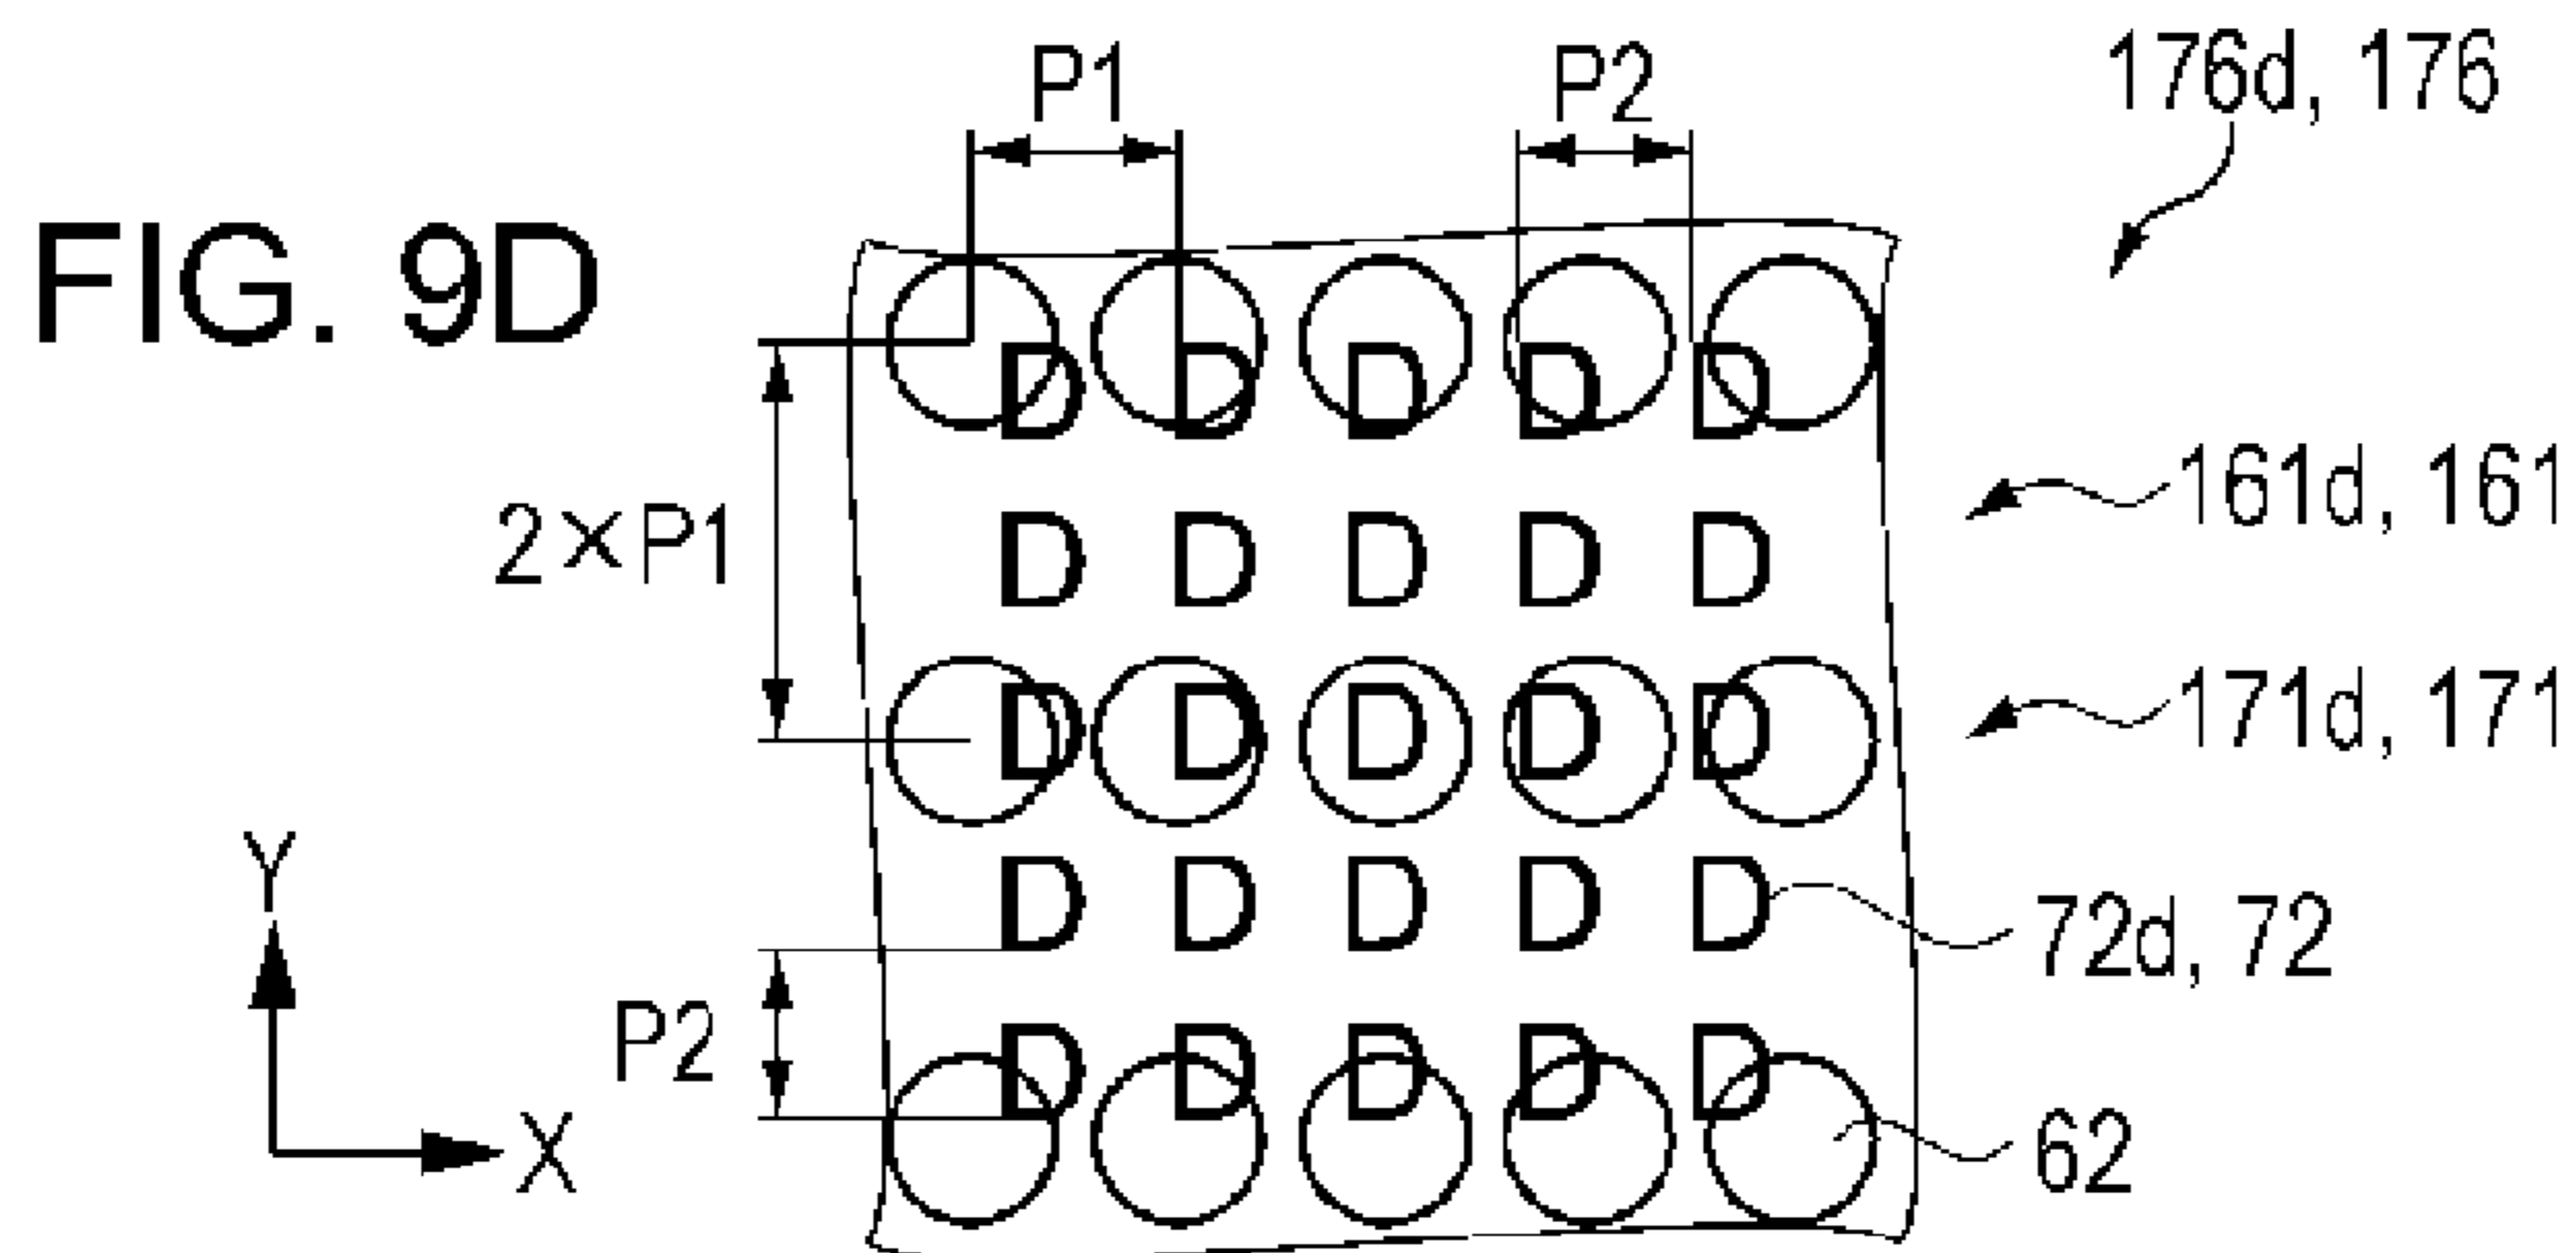 P1 P2 176d, 176
FIG. 9D
D D D D D
161d, 161
2×P1
D D D D D
171d, 171
D D D D D
Y
D D D D D
72d, 72
P2
D D D D D
X
62